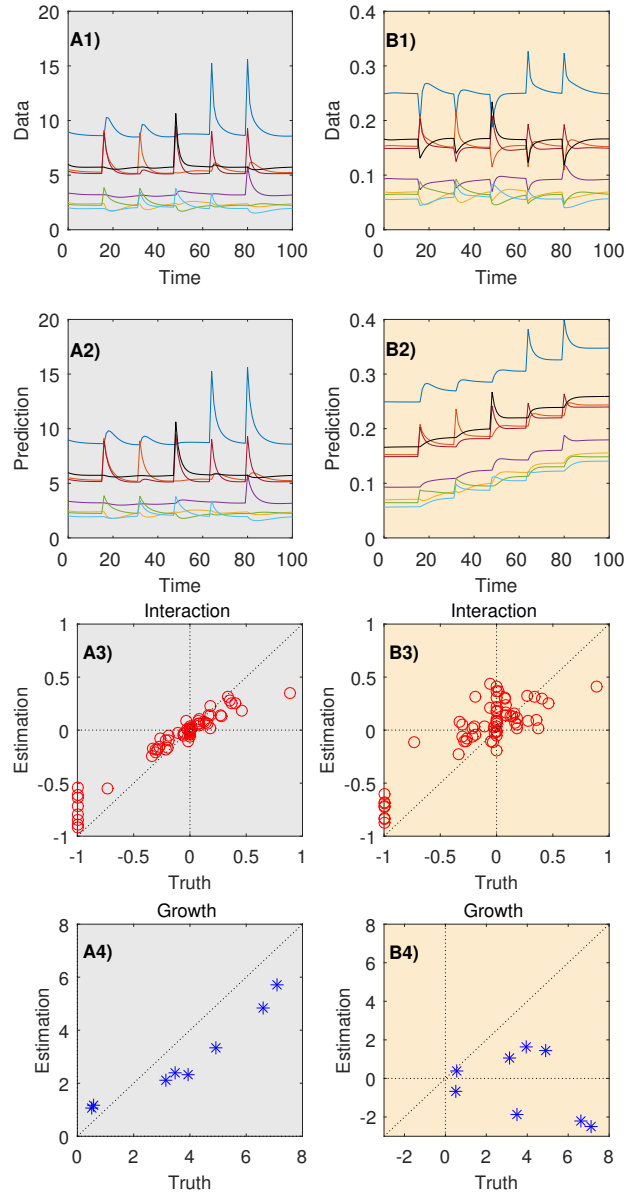 A1)
Data
20
15
10
5
0
0 20 40 60 80 100
Time
B1)
Data
0.4
0.3
0.2
0.1
0
0 20 40 60 80 100
Time
A2)
Prediction
20
15
10
5
0
0 20 40 60 80 100
Time
B2)
Prediction
0.4
0.3
0.2
0.1
0
0 20 40 60 80 100
Time
Interaction
A3)
Estimation
1
0.5
0
-0.5
-1
-1 -0.5 0 0.5 1
Truth
Interaction
B3)
Estimation
1
0.5
0
-0.5
-1
-1 -0.5 0 0.5 1
Truth
Growth
A4)
Estimation
8
6
4
2
0
0 2 4 6 8
Truth
Growth
B4)
Estimation
8
6
4
2
0
-2
-2 0 2 4 6 8
Truth